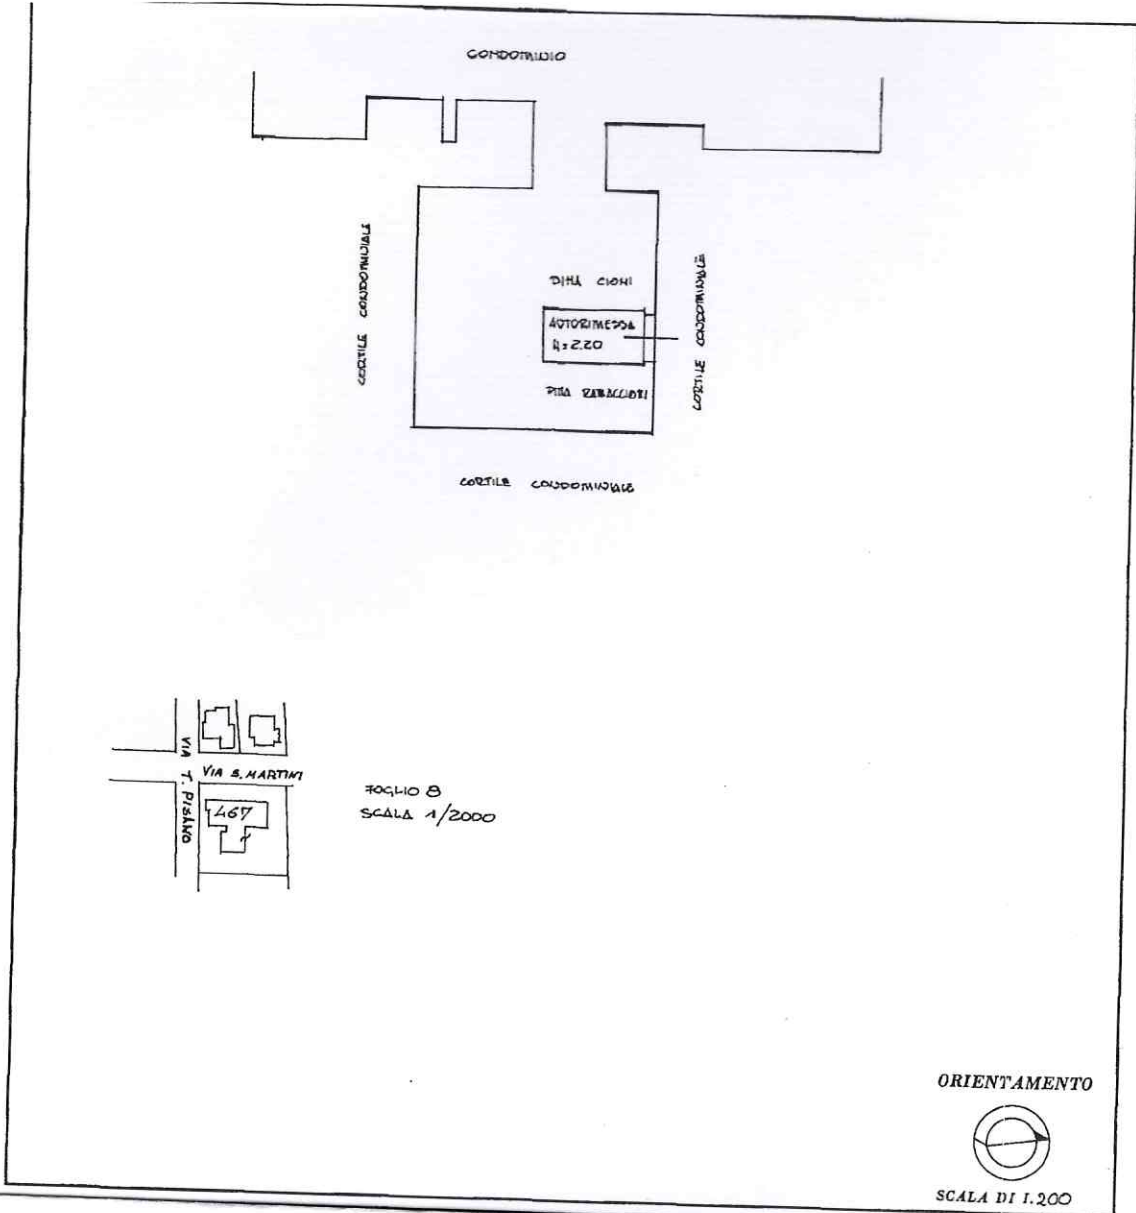 CONDOMINIO
CORTILE CONDOMINIALE
DITTA CIONI
AUTORIMESSA
h=2.20
CORTILE CONDOMINIALE
DITTA
CORTILE CONDOMINIALE
VIA T. PISANO
VIA S. MARTINI
467
FOGLIO 8
SCALA 1/2000
ORIENTAMENTO
SCALA DI 1.200